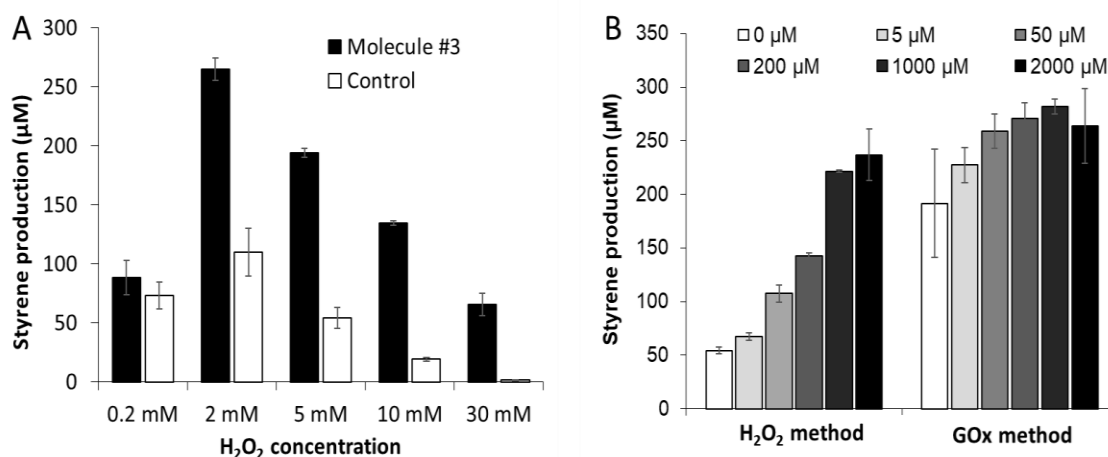 A
Styrene production (µM)
300
250
200
150
100
50
0
Molecule #3
Control
0.2 mM 2 mM 5 mM 10 mM 30 mM
H₂O₂ concentration
B
Styrene production (µM)
350
300
250
200
150
100
50
0
0 µM 5 µM 50 µM
200 µM 1000 µM 2000 µM
H₂O₂ method GOx method